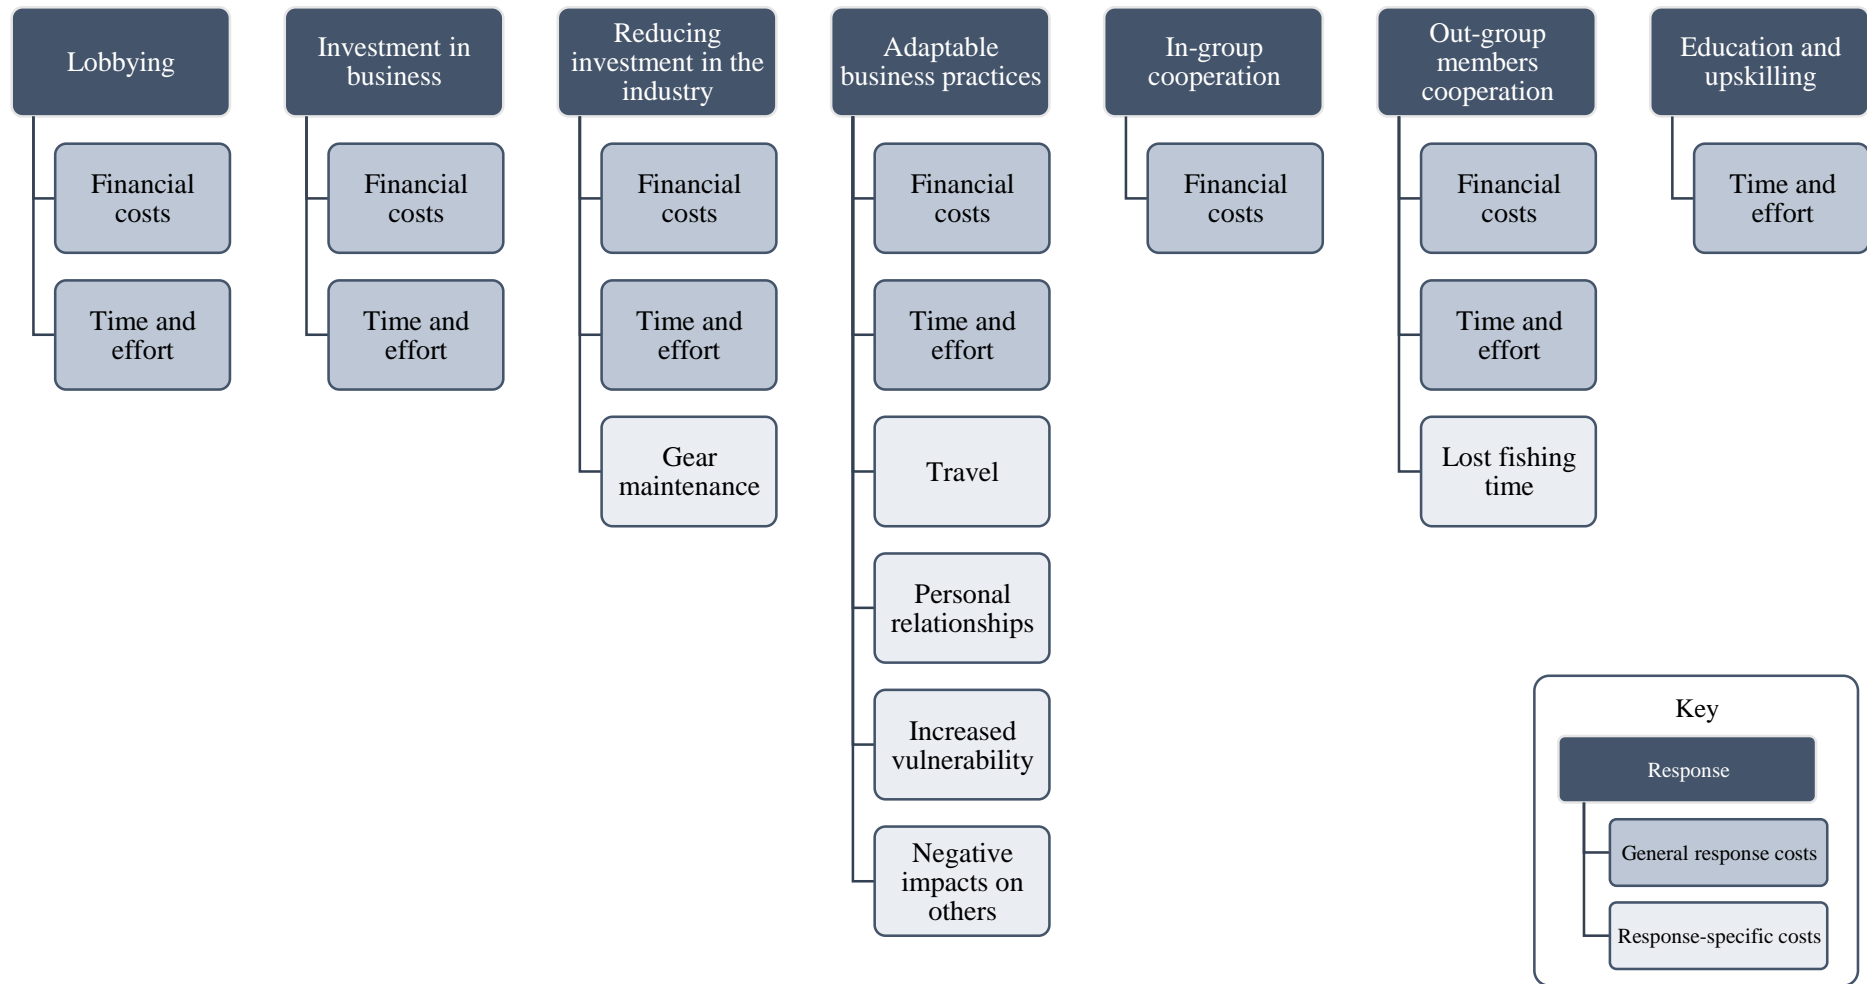 Lobbying
Financial
costs
Time and
effort
Investment in
business
Financial
costs
Time and
effort
Reducing
investment in the
industry
Financial
costs
Time and
effort
Gear
maintenance
Adaptable
business practices
Financial
costs
Time and
effort
Travel
Personal
relationships
Increased
vulnerability
Negative
impacts on
others
In-group
cooperation
Financial
costs
Out-group
members
cooperation
Financial
costs
Time and
effort
Lost fishing
time
Education and
upskilling
Time and
effort
Key
Response
General response costs
Response-specific costs